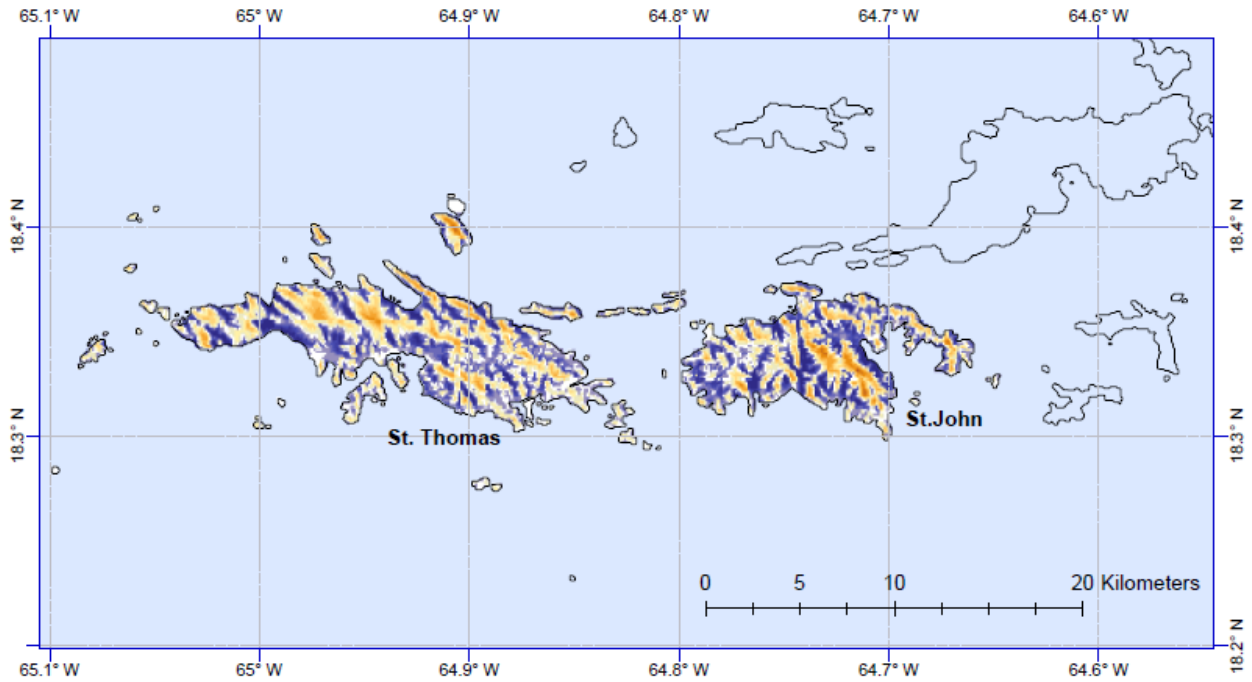 65.1° W 65° W 64.9° W 64.8° W 64.7° W 64.6° W
18.4° N 18.4° N
St.John
18.3° N St. Thomas 18.3° N
0 5 10 20 Kilometers
18.2° N
65.1° W 65° W 64.9° W 64.8° W 64.7° W 64.6° W